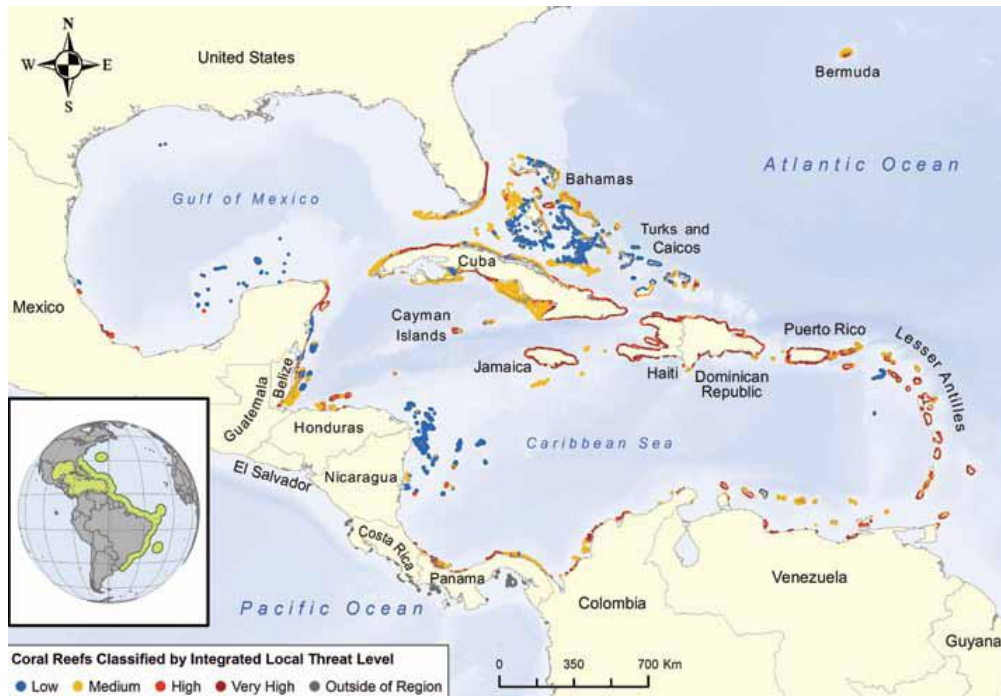 N
W E
S
United States
Bermuda
Atlantic Ocean
Gulf of Mexico
Bahamas
Turks and
Caicos
Cuba
Mexico
Cayman
Islands
Puerto Rico
Lesser Antilles
Jamaica
Haiti
Dominican
Republic
Belize
Guatemala
Honduras
Caribbean Sea
El Salvador
Nicaragua
Costa Rica
Panama
Venezuela
Colombia
Pacific Ocean
Guyana
Coral Reefs Classified by Integrated Local Threat Level
Low Medium High Very High Outside of Region
0 350 700 Km